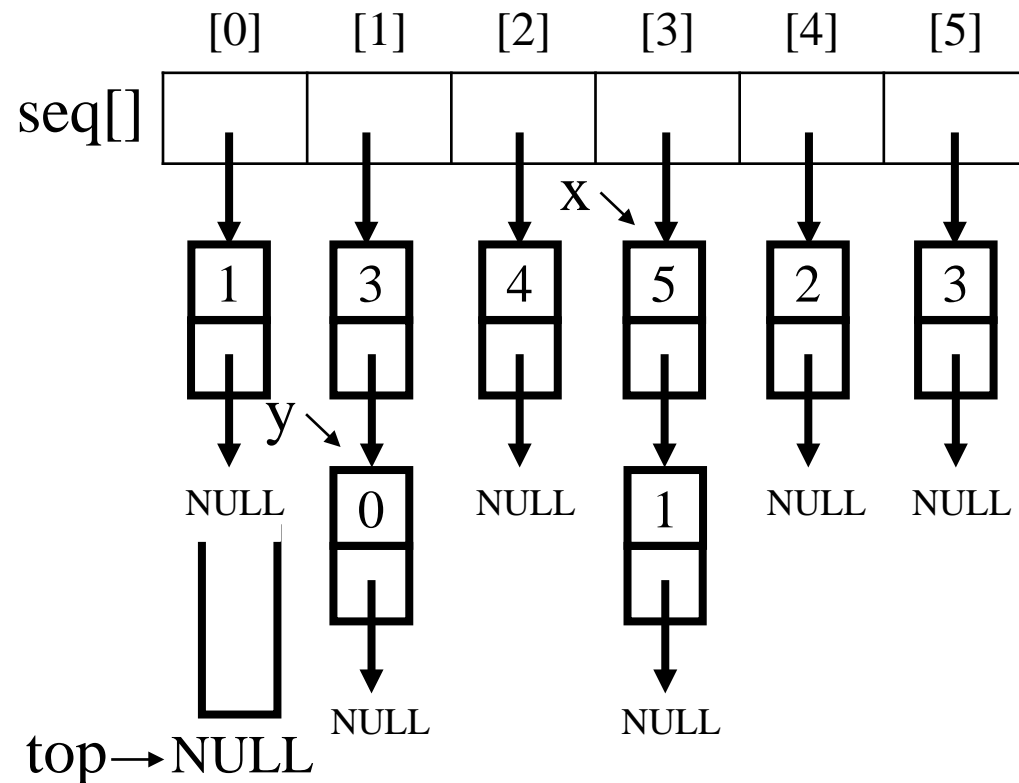 [0] [1] [2] [3] [4] [5]
seq[]
x
1 3 4 5 2 3
y
NULL 0 NULL 1 NULL NULL
NULL NULL
top NULL